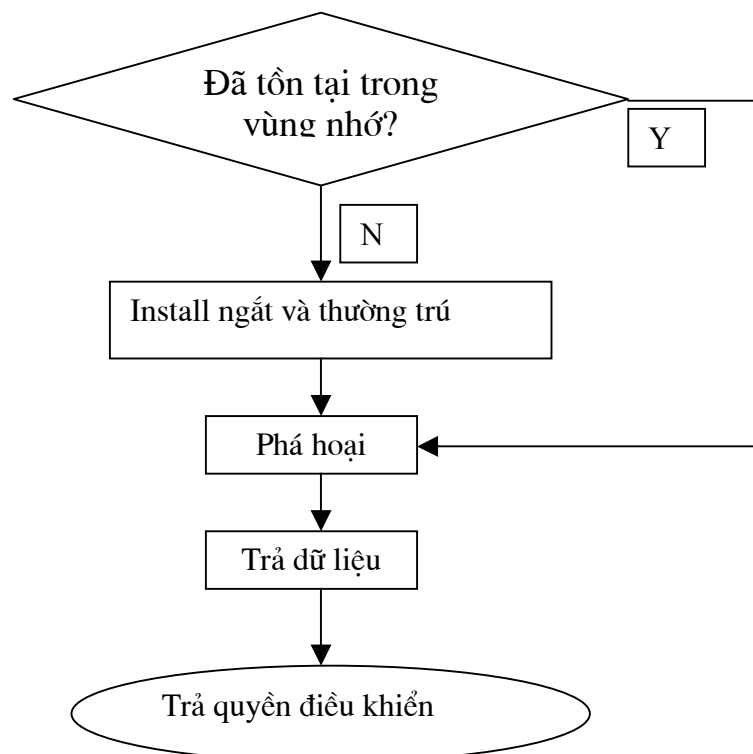 Đã tồn tại trong
vùng nhớ?
Y
N
Install ngắt và thường trú
Phá hoại
Trả dữ liệu
Trả quyền điều khiển